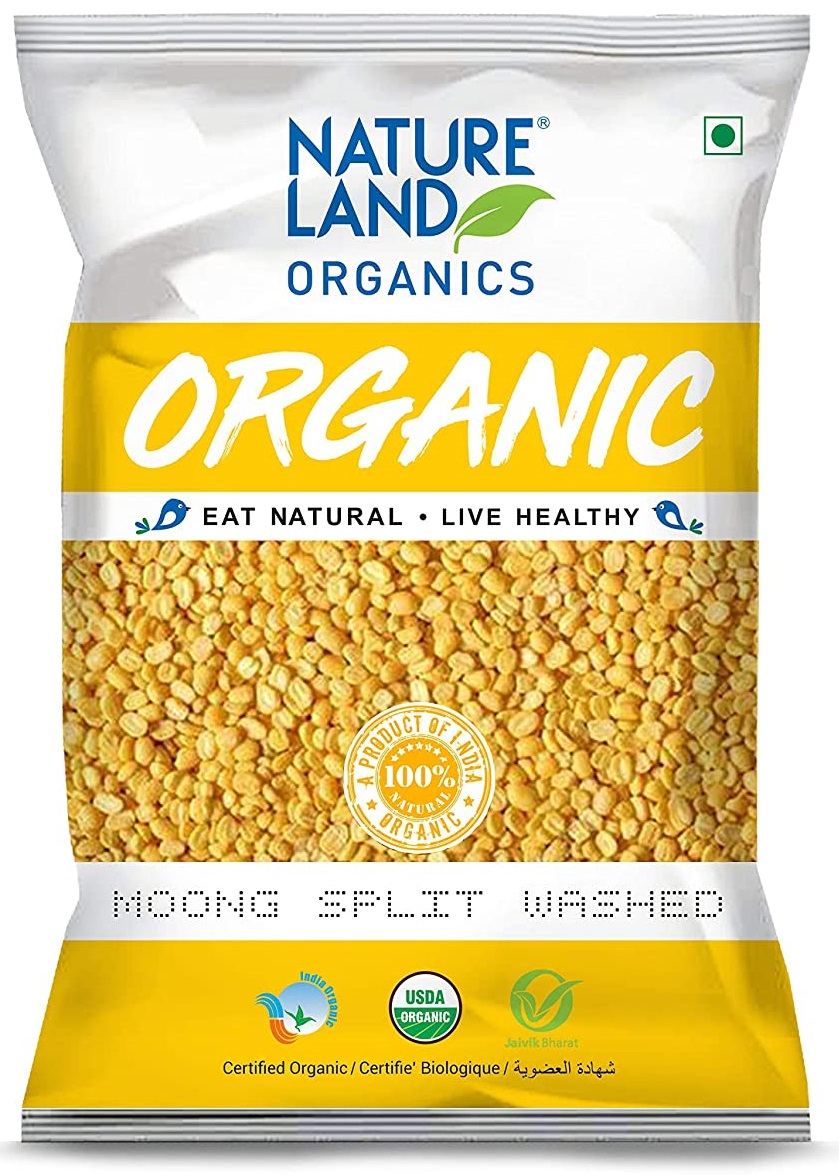 NATURE®
LAND
ORGANICS
ORGANIC
EAT NATURAL • LIVE HEALTHY
A PRODUCT OF INDIA
100%
NATURAL
ORGANIC
MOONG SPLIT WASHED
India Organic
USDA
ORGANIC
Jaivik Bharat
Certified Organic / Certifie' Biologique / شهادة العضوية